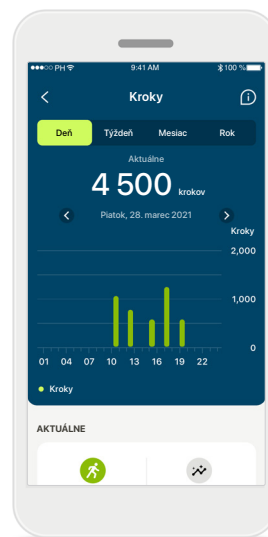 PH 9:41 AM 100 %
Kroky
Deň Týždeň Mesiac Rok
Aktuálne
4 500 krokov
Piatok, 28. marec 2021
Kroky
2,000
1,000
0
01 04 07 10 13 16 19 22
Kroky
AKTUÁLNE